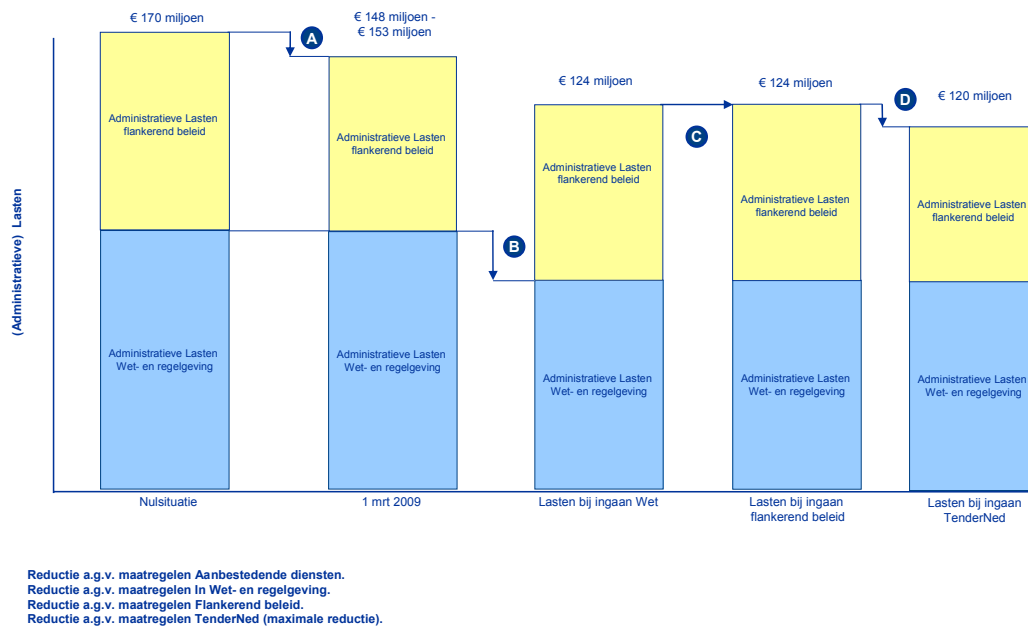 € 170 miljoen
€ 148 miljoen -
€ 153 miljoen
€ 124 miljoen
€ 124 miljoen
€ 120 miljoen
A
B
C
D
(Administratieve) Lasten
Administratieve Lasten
flankerend beleid
Administratieve Lasten
flankerend beleid
Administratieve Lasten
flankerend beleid
Administratieve Lasten
flankerend beleid
Administratieve Lasten
flankerend beleid
Administratieve Lasten
Wet- en regelgeving
Administratieve Lasten
Wet- en regelgeving
Administratieve Lasten
Wet- en regelgeving
Administratieve Lasten
Wet- en regelgeving
Administratieve Lasten
Wet- en regelgeving
Nulsituatie
1 mrt 2009
Lasten bij ingaan Wet
Lasten bij ingaan
flankerend beleid
Lasten bij ingaan
TenderNed
Reductie a.g.v. maatregelen Aanbestedende diensten.
Reductie a.g.v. maatregelen In Wet- en regelgeving.
Reductie a.g.v. maatregelen Flankerend beleid.
Reductie a.g.v. maatregelen TenderNed (maximale reductie).